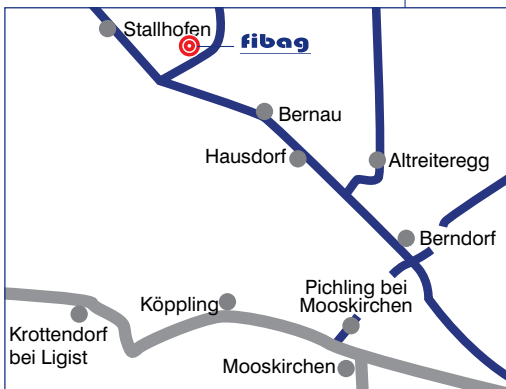 Stallhofen
fibag
Bernau
Hausdorf
Altreiteregg
Berndorf
Pichling bei
Mooskirchen
Köppling
Krottendorf
bei Ligist
Mooskirchen